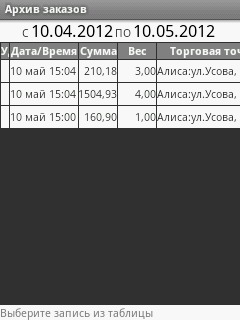 Архив заказов
с 10.04.2012 по 10.05.2012
У, Дата/Время Сумма Вес Торговая точ
10 май 15:04 210,18 3,00 Алиса:ул.Усова,
10 май 15:04 1504,93 4,00 Алиса:ул.Усова,
10 май 15:00 160,90 1,00 Алиса:ул.Усова,
Выберите запись из таблицы